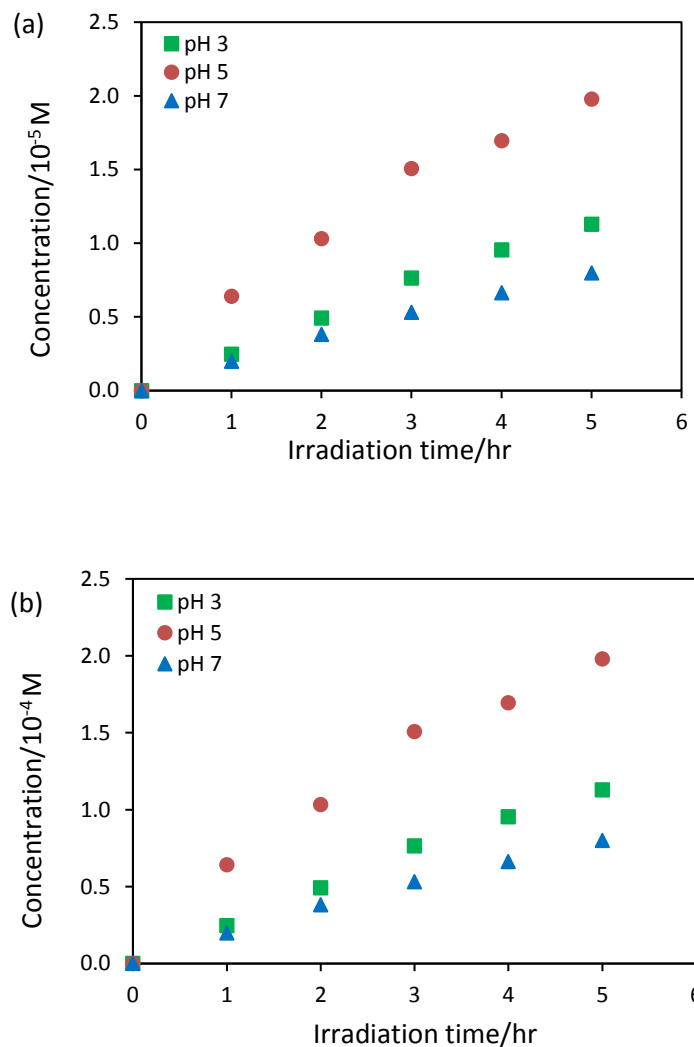 (a)
2.5
2.0
1.5
1.0
0.5
0.0
Concentration/10⁻⁵ M
pH 3
pH 5
pH 7
0 1 2 3 4 5 6
Irradiation time/hr
(b)
2.5
2.0
1.5
1.0
0.5
0.0
Concentration/10⁻⁴ M
pH 3
pH 5
pH 7
0 1 2 3 4 5 6
Irradiation time/hr